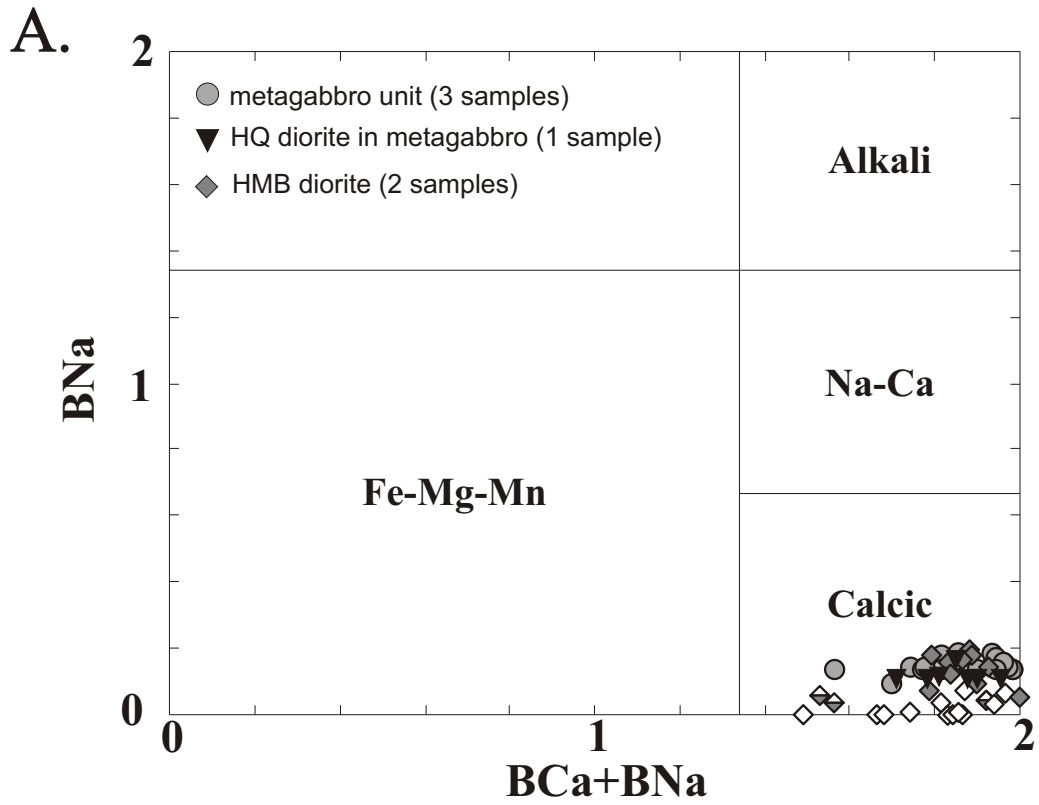 A.
2
metagabbro unit (3 samples)
HQ diorite in metagabbro (1 sample)
HMB diorite (2 samples)
Alkali
BNa
1
Na-Ca
Fe-Mg-Mn
Calcic
0
0
1
2
BCa+BNa